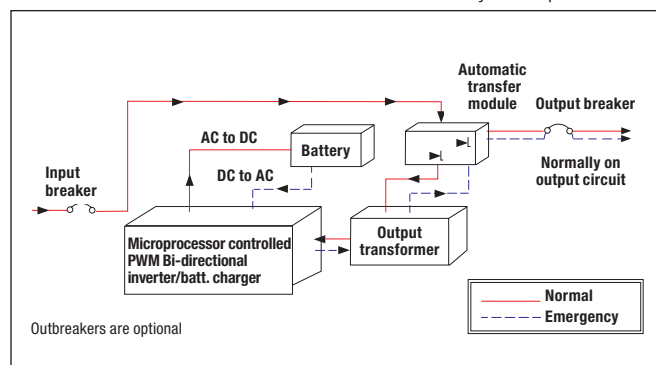 Automatic
transfer
module
Output breaker
AC to DC
Battery
Input
breaker
DC to AC
Normally on
output circuit
Microprocessor controlled
PWM Bi-directional
inverter/batt. charger
Output
transformer
Normal
Emergency
Outbreakers are optional